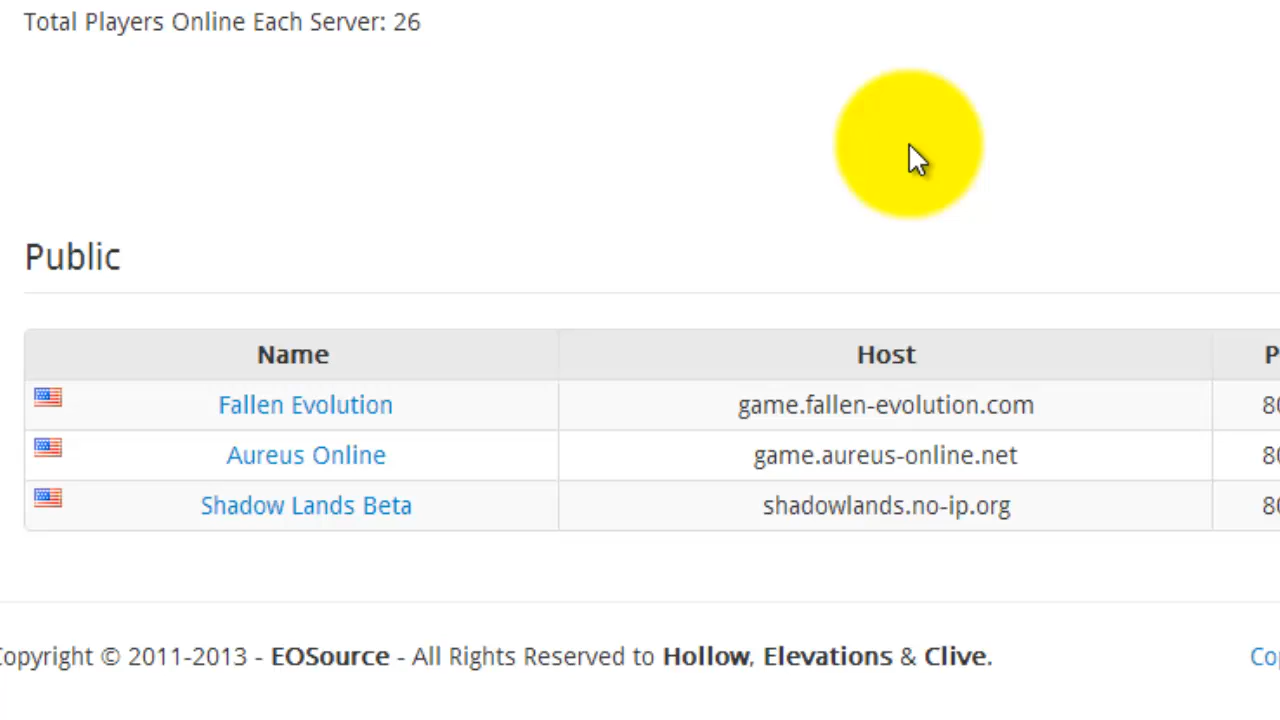 Total Players Online Each Server: 26
Public
Name Host
Fallen Evolution game.fallen-evolution.com
Aureus Online game.aureus-online.net
Shadow Lands Beta shadowlands.no-ip.org
Copyright © 2011-2013 - EOSource - All Rights Reserved to Hollow, Elevations & Clive.